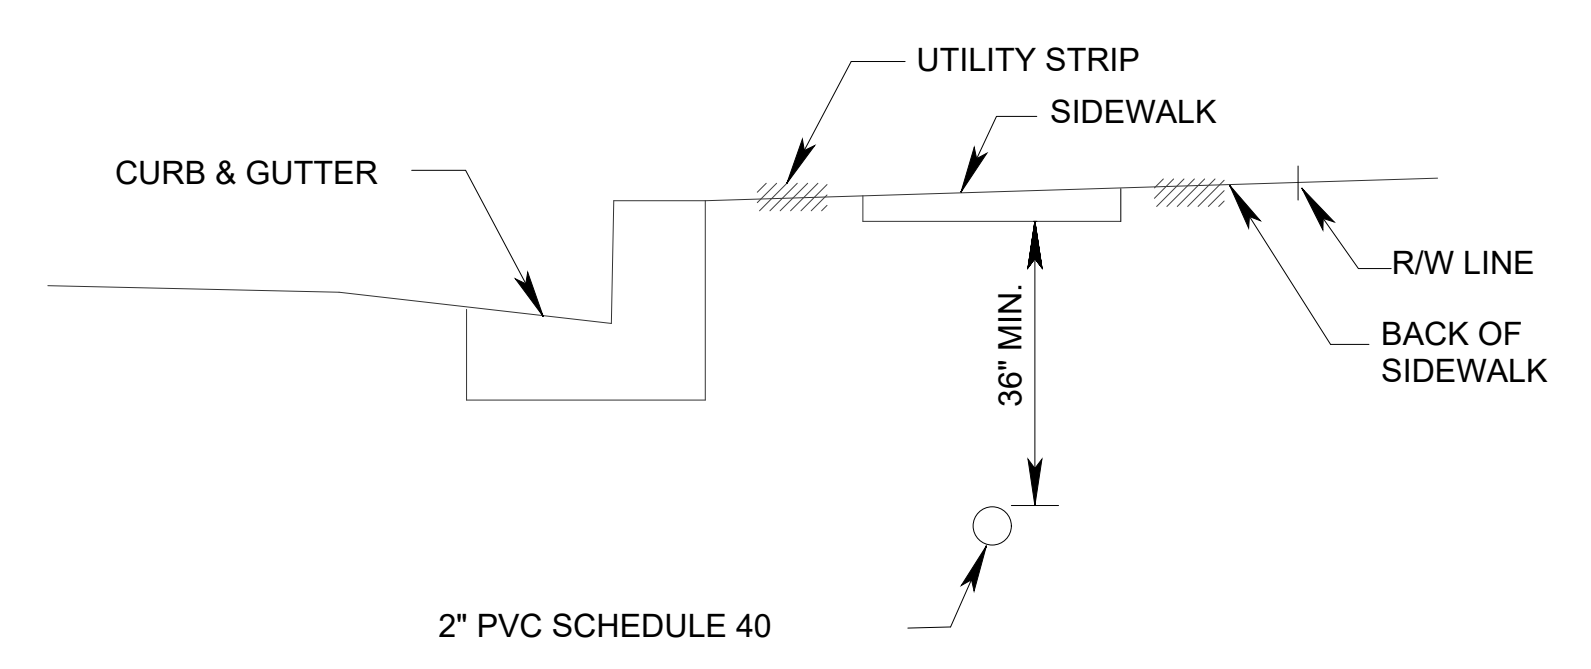 UTILITY STRIP
SIDEWALK
CURB & GUTTER
R/W LINE
36" MIN.
BACK OF
SIDEWALK
2" PVC SCHEDULE 40